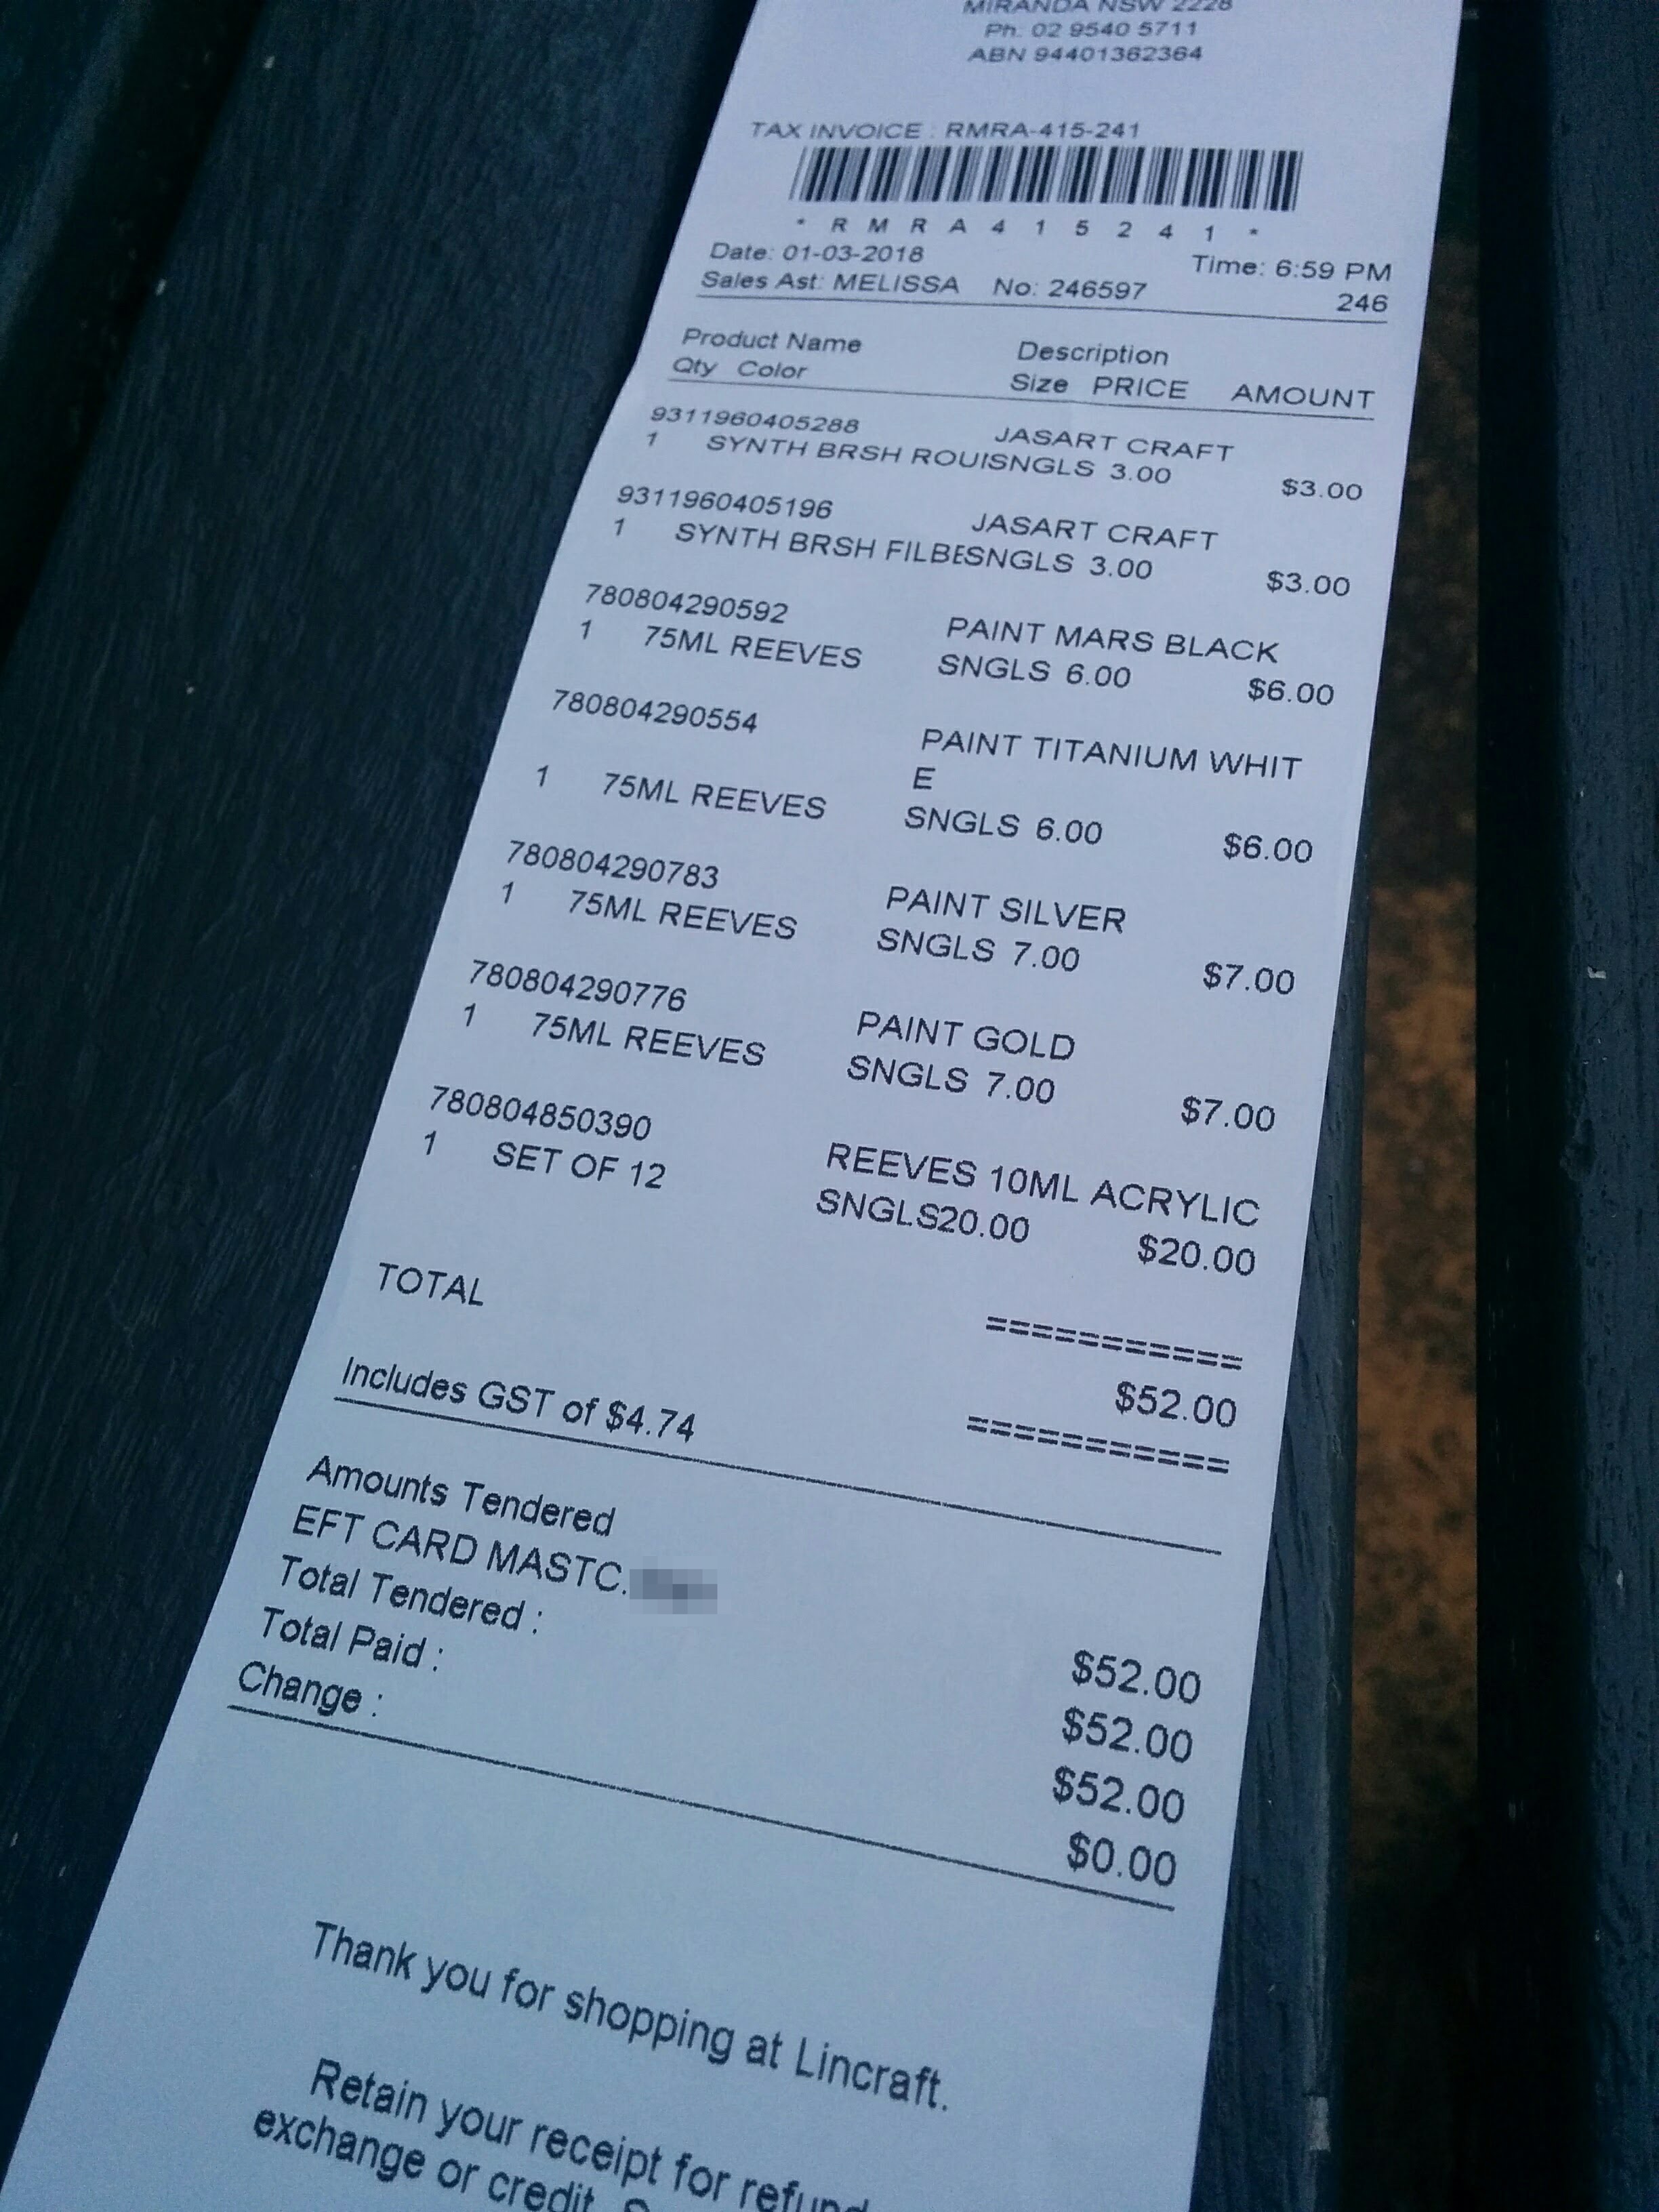 MIRANDA NSW 2228
Ph: 02 9540 5711
ABN 94401362364
TAX INVOICE : RMRA-415-241
* R M R A 4 1 5 2 4 1 *
Date: 01-03-2018 Time: 6:59 PM
Sales Ast: MELISSA No: 246597 246
Product Name Description
Qty Color Size PRICE AMOUNT
9311960405288 JASART CRAFT
1 SYNTH BRSH ROUISNGLS 3.00 $3.00
9311960405196 JASART CRAFT
1 SYNTH BRSH FILBESNGLS 3.00 $3.00
780804290592 PAINT MARS BLACK
1 75ML REEVES SNGLS 6.00 $6.00
780804290554 PAINT TITANIUM WHIT
E
1 75ML REEVES SNGLS 6.00 $6.00
780804290783 PAINT SILVER
1 75ML REEVES SNGLS 7.00 $7.00
780804290776 PAINT GOLD
1 75ML REEVES SNGLS 7.00 $7.00
780804850390 REEVES 10ML ACRYLIC
1 SET OF 12 SNGLS20.00 $20.00
===========
TOTAL $52.00
===========
Includes GST of $4.74
Amounts Tendered
EFT CARD MASTC. $52.00
Total Tendered : $52.00
Total Paid : $52.00
Change : $0.00
Thank you for shopping at Lincraft.
Retain your receipt for
exchange or credit.